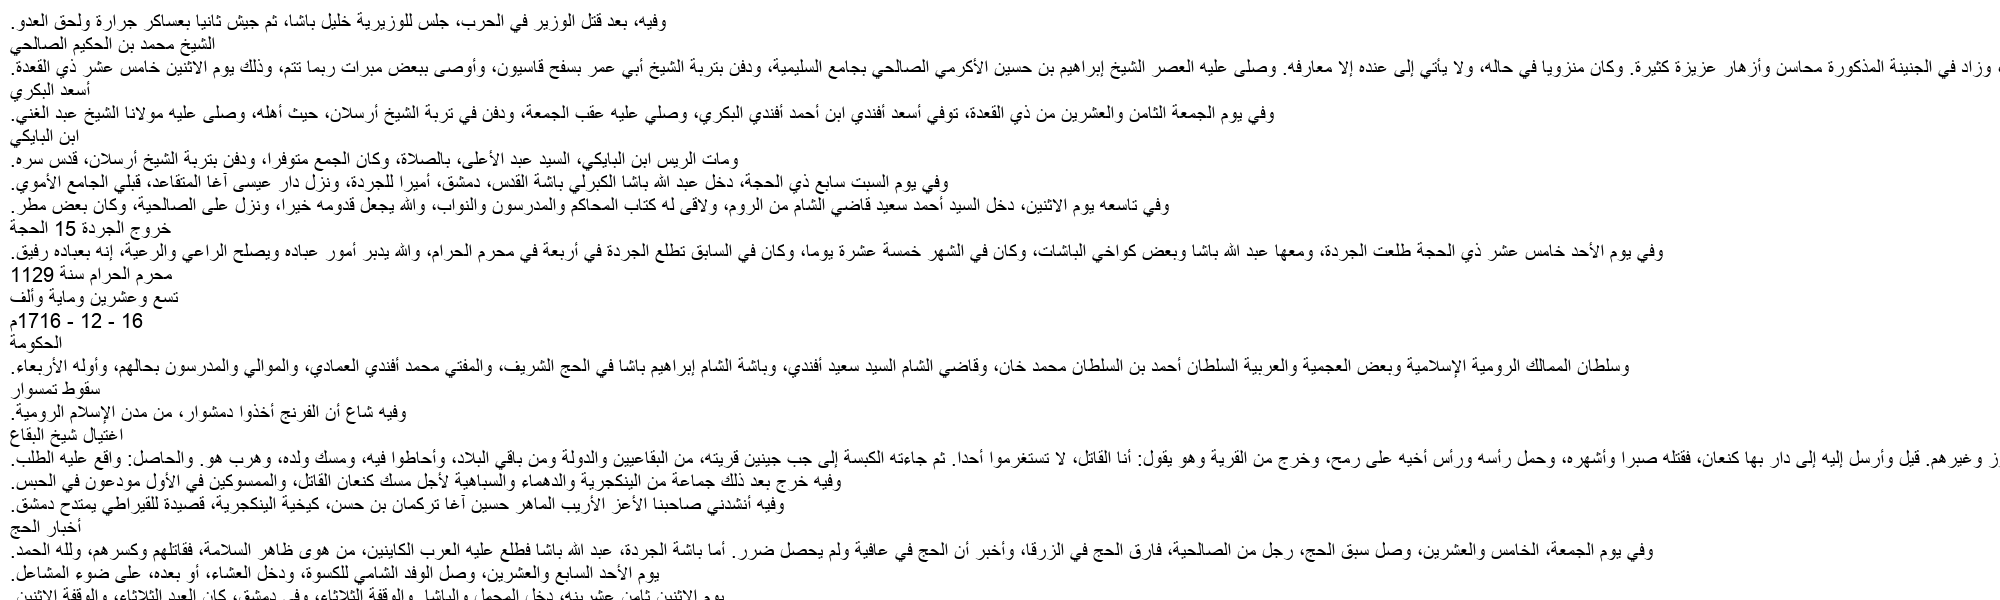 وفيه، بعد قتل الوزير في الحرب، جلس للوزيرية خليل باشا، ثم جيش ثانيا بعساكر جرارة ولحق العدو.
الشيخ محمد بن الحكيم الصالحي
، وزاد في الجنينة المذكورة محاسن وأزهار عزيزة كثيرة. وكان منزويا في حاله، ولا يأتي إلى عنده إلا معارفه. وصلى عليه العصر الشيخ إبراهيم بن حسين الأكرمي الصالحي بجامع السليمية، ودفن بتربة الشيخ أبي عمر بسفح قاسيون، وأوصى ببعض مبرات ربما تتم، وذلك يوم الاثنين خامس عشر ذي القعدة.
أسعد البكري
وفي يوم الجمعة الثامن والعشرين من ذي القعدة، توفي أسعد أفندي ابن أحمد أفندي البكري، وصلي عليه عقب الجمعة، ودفن في تربة الشيخ أرسلان، حيث أهله، وصلى عليه مولانا الشيخ عبد الغني.
ابن البايكي
ومات الريس ابن البايكي، السيد عبد الأعلى، بالصلاة، وكان الجمع متوفرا، ودفن بتربة الشيخ أرسلان، قدس سره.
وفي يوم السبت سابع ذي الحجة، دخل عبد الله باشا الكبرلي باشة القدس، دمشق، أميرا للجردة، ونزل دار عيسى آغا المتقاعد، قبلي الجامع الأموي.
وفي تاسعه يوم الاثنين، دخل السيد أحمد سعيد قاضي الشام من الروم، ولاقى له كتاب المحاكم والمدرسون والنواب، والله يجعل قدومه خيرا، ونزل على الصالحية، وكان بعض مطر.
خروج الجردة 15 الحجة
وفي يوم الأحد خامس عشر ذي الحجة طلعت الجردة، ومعها عبد الله باشا وبعض كواخي الباشات، وكان في الشهر خمسة عشرة يوما، وكان في السابق تطلع الجردة في أربعة في محرم الحرام، والله يدبر أمور عباده ويصلح الراعي والرعية، إنه بعباده رفيق.
محرم الحرام سنة 1129
تسع وعشرين وماية وألف
16 - 12 - 1716م
الحكومة
وسلطان الممالك الرومية الإسلامية وبعض العجمية والعربية السلطان أحمد بن السلطان محمد خان، وقاضي الشام السيد سعيد أفندي، وباشة الشام إبراهيم باشا في الحج الشريف، والمفتي محمد أفندي العمادي، والموالي والمدرسون بحالهم، وأوله الأربعاء.
سقوط تمسوار
وفيه شاع أن الفرنج أخذوا دمشوار، من مدن الإسلام الرومية.
اغتيال شيخ البقاع
ز وغيرهم. قيل وأرسل إليه إلى دار بها كنعان، فقتله صبرا وأشهره، وحمل رأسه ورأس أخيه على رمح، وخرج من القرية وهو يقول: أنا القاتل، لا تستغرموا أحدا. ثم جاءته الكبسة إلى جب جينين قريته، من البقاعيين والدولة ومن باقي البلاد، وأحاطوا فيه، ومسك ولده، وهرب هو. والحاصل: واقع عليه الطلب.
وفيه خرج بعد ذلك جماعة من الينكجرية والدهماء والسباهية لأجل مسك كنعان القاتل، والممسوكين في الأول مودعون في الحبس.
وفيه أنشدني صاحبنا الأعز الأريب الماهر حسين آغا تركمان بن حسن، كيخية الينكجرية، قصيدة للقيراطي يمتدح دمشق.
أخبار الحج
وفي يوم الجمعة، الخامس والعشرين، وصل سبق الحج، رجل من الصالحية، فارق الحج في الزرقا، وأخبر أن الحج في عافية ولم يحصل ضرر. أما باشة الجردة، عبد الله باشا فطلع عليه العرب الكاينين، من هوى ظاهر السلامة، فقاتلهم وكسرهم، ولله الحمد.
يوم الأحد السابع والعشرين، وصل الوفد الشامي للكسوة، ودخل العشاء، أو بعده، على ضوء المشاعل.
يوم الاثنين ثامن عشرينه، دخل المحمل والباشا. والوقفة الثلاثاء، وفي دمشق، كان العيد الثلاثاء، والوقفة الاثنين.